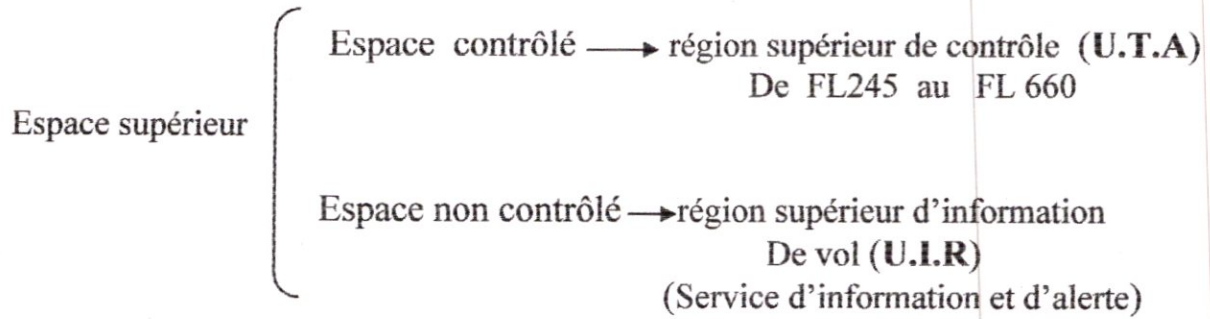 Espace contrôlé → région supérieur de contrôle (U.T.A)
De FL245 au FL 660
Espace supérieur
Espace non contrôlé → région supérieur d’information
De vol (U.I.R)
(Service d’information et d’alerte)